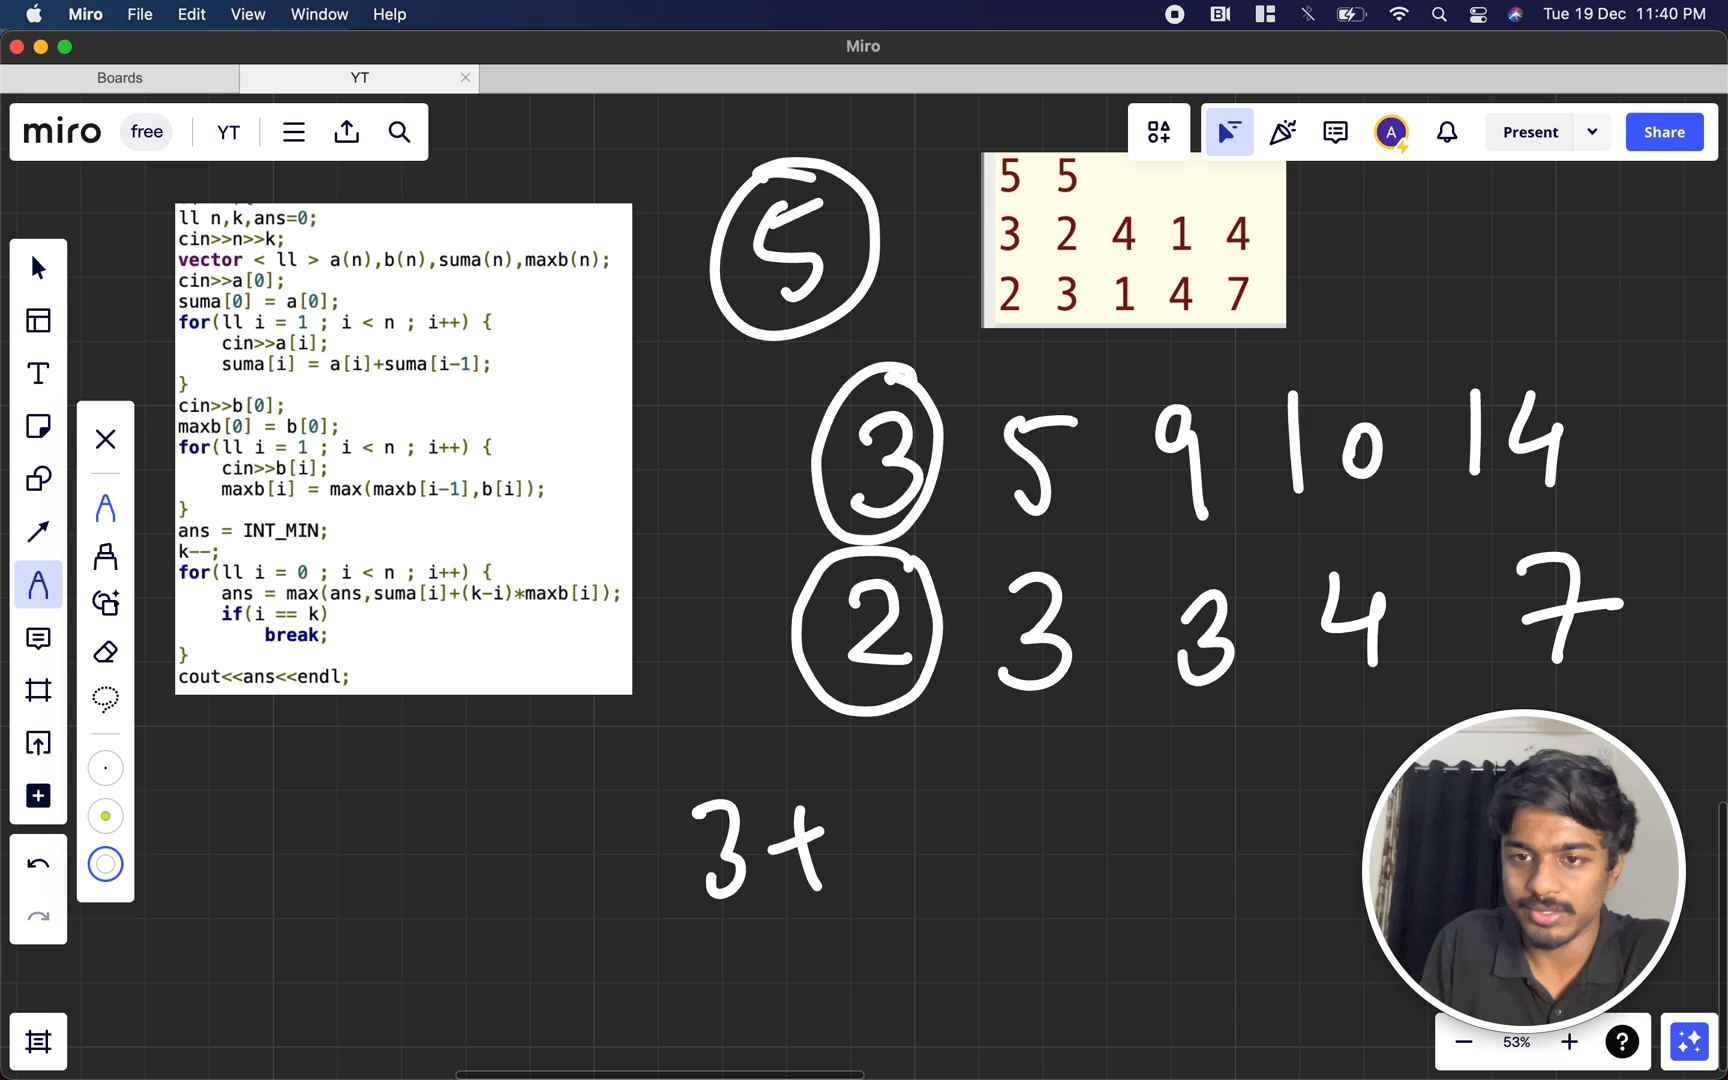 Miro File Edit View Window Help Tue 19 Dec 11:40 PM
Miro
Boards YT
miro free YT Present Share
A
ll n,k,ans=0;
cin>>n>>k;
vector < ll > a(n),b(n),suma(n),maxb(n);
cin>>a[0];
suma[0] = a[0];
for(ll i = 1 ; i < n ; i++) {
cin>>a[i];
suma[i] = a[i]+suma[i-1];
}
cin>>b[0];
maxb[0] = b[0];
for(ll i = 1 ; i < n ; i++) {
cin>>b[i];
maxb[i] = max(maxb[i-1],b[i]);
}
ans = INT_MIN;
k--;
for(ll i = 0 ; i < n ; i++) {
ans = max(ans,suma[i]+(k-i)*maxb[i]);
if(i == k)
break;
}
cout<<ans<<endl;
5
5 5
3 2 4 1 4
2 3 1 4 7
3 5 9 10 14
2 3 3 4 7
3+
53%